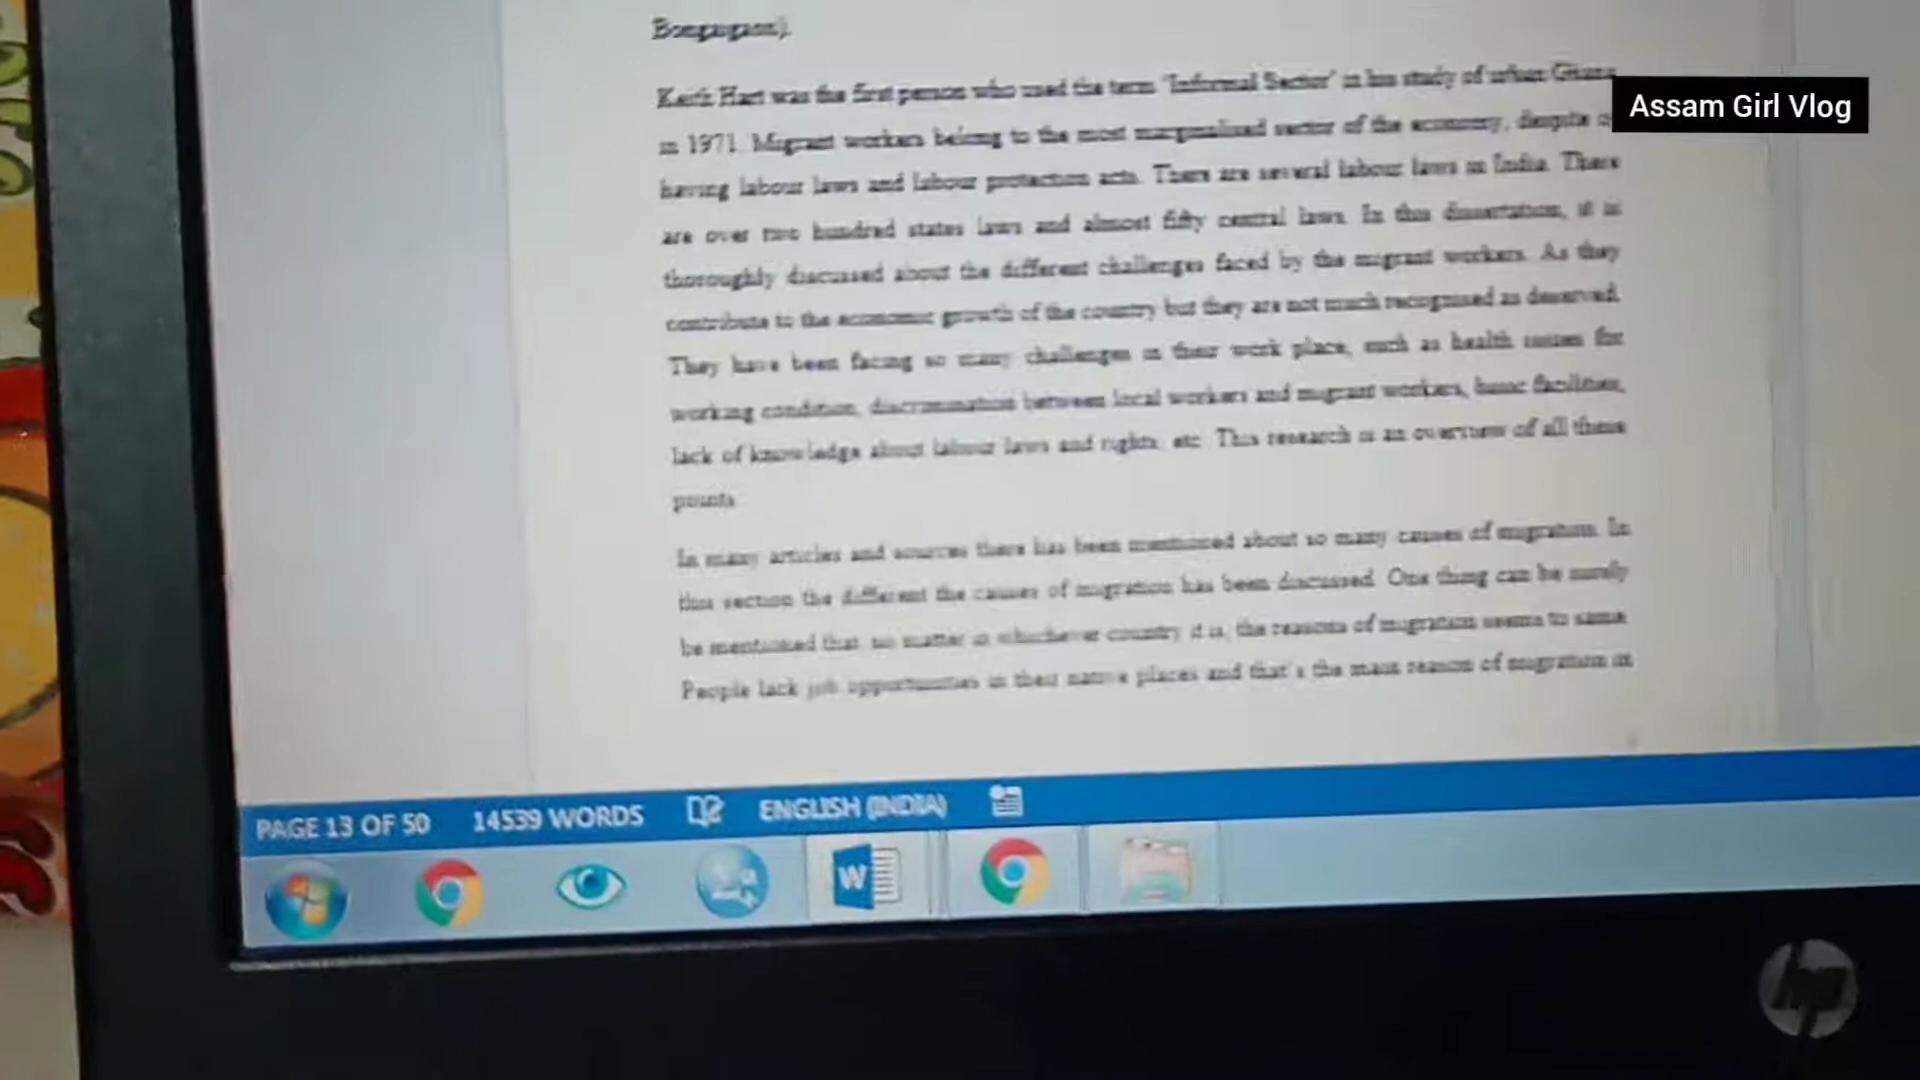 Bongaigaon).
Keith Hart was the first person who used the term 'Informal Sector' in his study of urban Ghana
in 1971. Migrant workers belong to the most marginalised sector of the economy, despite of
having labour laws and labour protection acts. There are several labour laws in India. There
are over two hundred states laws and almost fifty central laws. In this dissertation, it is
thoroughly discussed about the different challenges faced by the migrant workers. As they
contribute to the economic growth of the country but they are not much recognised as deserved.
They have been facing so many challenges in their work place, such as health issues for
working condition, discrimination between local workers and migrant workers, basic facilities,
lack of knowledge about labour laws and rights, etc. This research is an overview of all these
points.
In many articles and sources there has been mentioned about so many causes of migration. In
this section the different the causes of migration has been discussed. One thing can be surely
be mentioned that, no matter in whichever country it is, the reasons of migration seems to same.
People lack job opportunities in their native places and that's the main reason of migration in
Assam Girl Vlog
PAGE 13 OF 50 14539 WORDS ENGLISH (INDIA)
W
hp